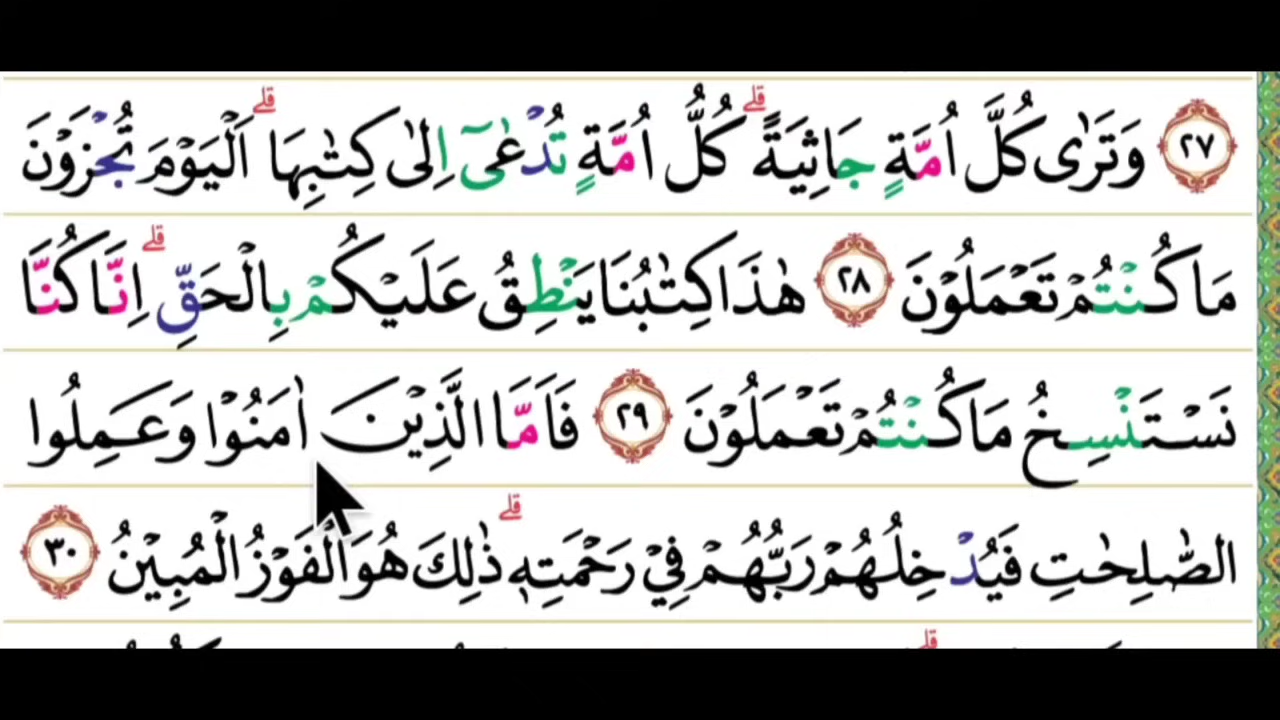 ٢٧ وَتَرٰى كُلَّ اُمَّةٍ جَاثِيَةً ۗ كُلُّ اُمَّةٍ تُدْعٰىٓ اِلٰى كِتٰبِهَا ۗ اَلْيَوْمَ تُجْزَوْنَ
مَا كُنْتُمْ تَعْمَلُوْنَ ٢٨ هٰذَا كِتٰبُنَا يَنْطِقُ عَلَيْكُمْ بِالْحَقِّ ۗ اِنَّا كُنَّا
نَسْتَنْسِخُ مَا كُنْتُمْ تَعْمَلُوْنَ ٢٩ فَاَمَّا الَّذِيْنَ اٰمَنُوْا وَعَمِلُوا
الصّٰلِحٰتِ فَيُدْخِلُهُمْ رَبُّهُمْ فِيْ رَحْمَتِهٖ ۗ ذٰلِكَ هُوَ الْفَوْزُ الْمُبِيْنُ ٣٠